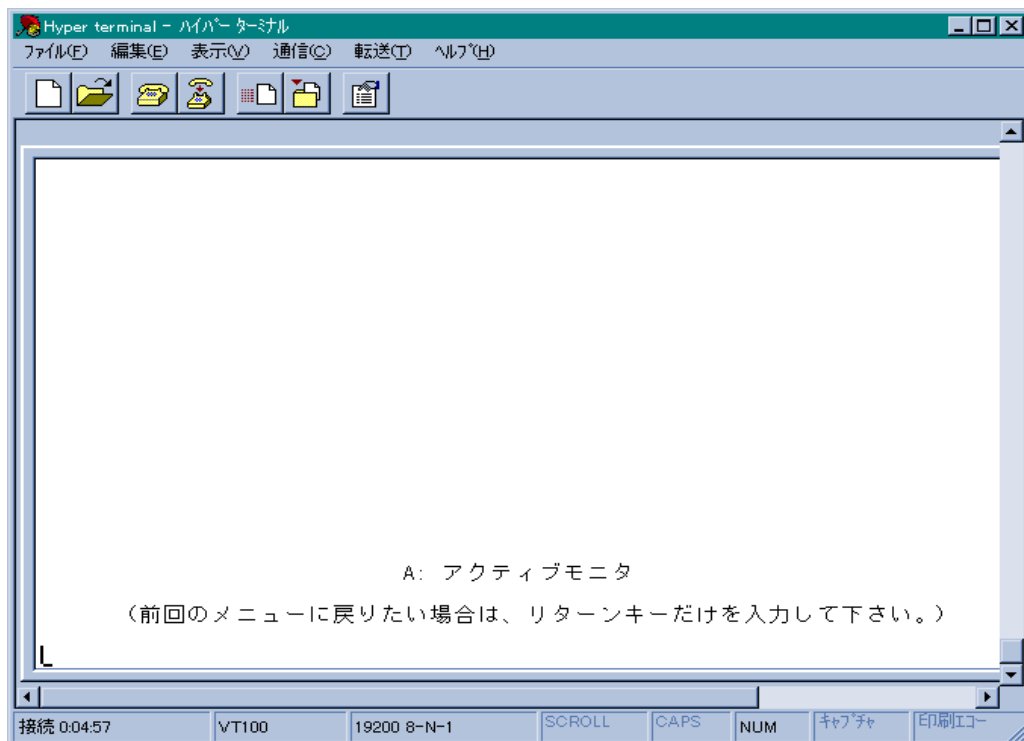 Hyper terminal - ﾊｲﾊﾟｰ ﾀｰﾐﾅﾙ
ﾌｧｲﾙ(F) 編集(E) 表示(V) 通信(C) 転送(T) ﾍﾙﾌﾟ(H)
A: アクティブモニタ
（前回のメニューに戻りたい場合は、リターンキーだけを入力して下さい。）
接続 0:04:57 VT100 19200 8-N-1 SCROLL CAPS NUM ｷｬﾌﾟﾁｬ 印刷ｴｺｰ